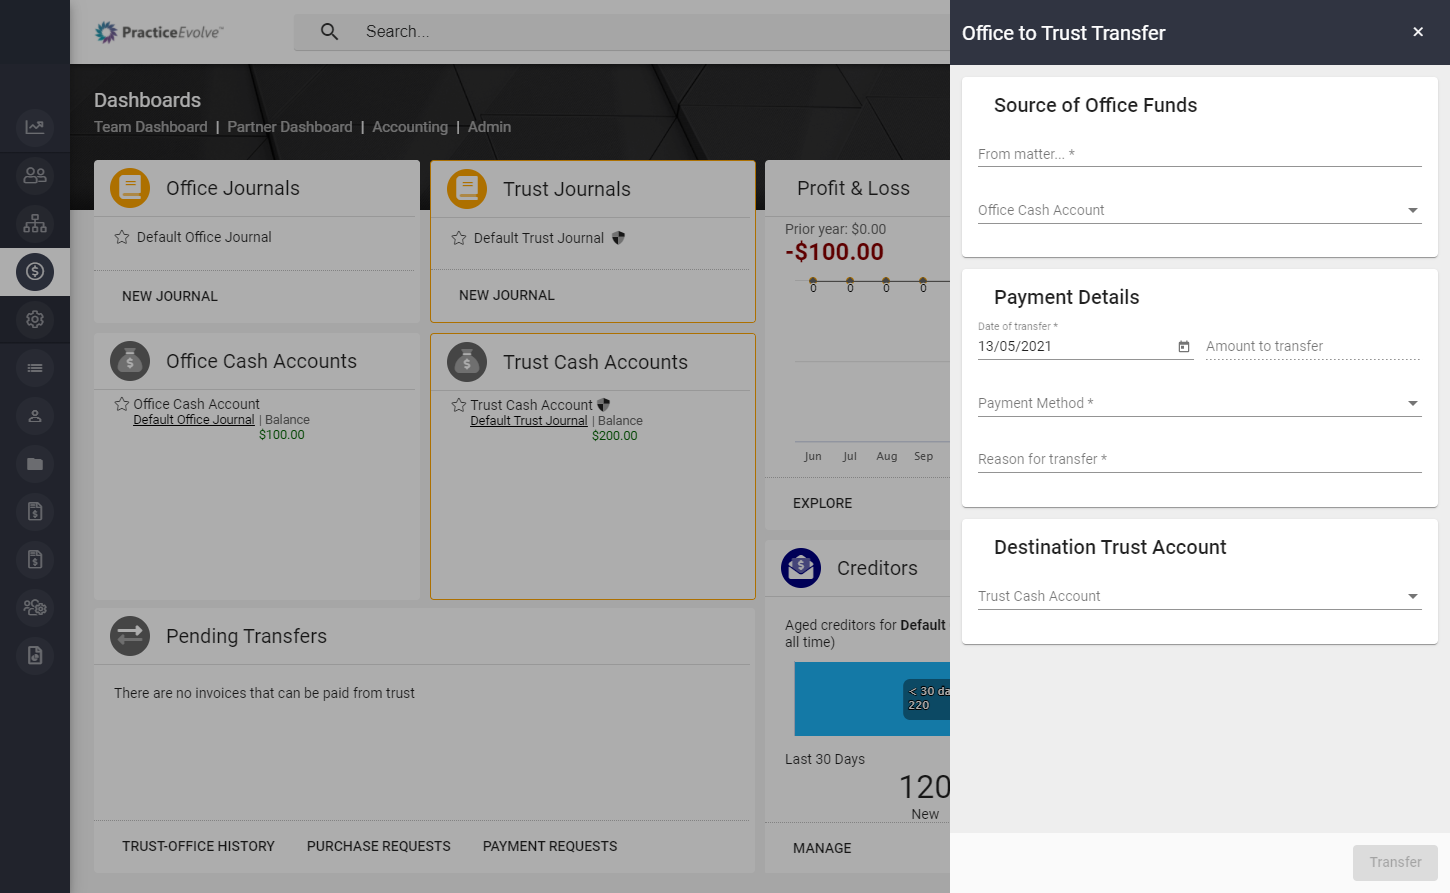 PracticeEvolve™
Search...
Dashboards
Team Dashboard | Partner Dashboard | Accounting | Admin
Office Journals
Default Office Journal
NEW JOURNAL
Trust Journals
Default Trust Journal
NEW JOURNAL
Profit & Loss
Prior year: $0.00
-$100.00
0 0 0 0
Jun Jul Aug Sep
EXPLORE
Office Cash Accounts
Office Cash Account
Default Office Journal | Balance
$100.00
Trust Cash Accounts
Trust Cash Account
Default Trust Journal | Balance
$200.00
Creditors
Aged creditors for Default
all time)
< 30 da
220
Last 30 Days
120
New
MANAGE
Pending Transfers
There are no invoices that can be paid from trust
TRUST-OFFICE HISTORY PURCHASE REQUESTS PAYMENT REQUESTS
Office to Trust Transfer ×
Source of Office Funds
From matter... *
Office Cash Account
Payment Details
Date of transfer *
13/05/2021 Amount to transfer
Payment Method *
Reason for transfer *
Destination Trust Account
Trust Cash Account
Transfer